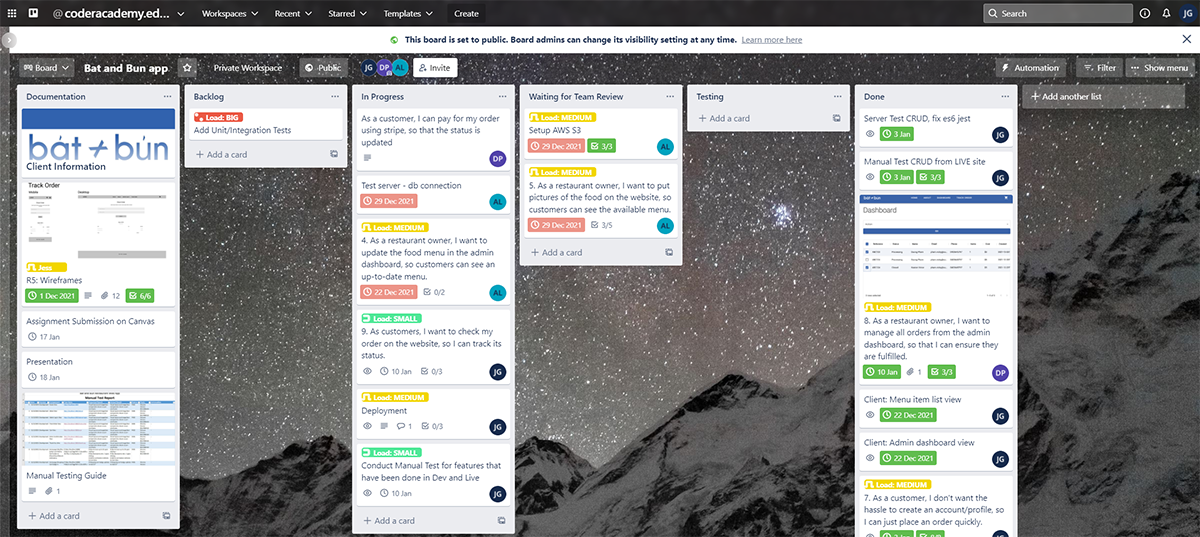 @coderacademy.ed...
Workspaces
Recent
Starred
Templates
Create
Search
JG
This board is set to public. Board admins can change its visibility setting at any time. Learn more here
Board
Bat and Bun app
Private Workspace
Public
JG
DP
AL
Invite
Automation
Filter
Show menu
Documentation
bát ≠ bún
Client Information
Track Order
Mobile
Desktop
Jess
R5: Wireframes
1 Dec 2021
12
6/6
Assignment Submission on Canvas
17 Jan
Presentation
18 Jan
Manual Test Report
Manual Testing Guide
1
+ Add a card
Backlog
Load: BIG
Add Unit/Integration Tests
+ Add a card
In Progress
As a customer, I can pay for my order
using stripe, so that the status is
updated
DP
Test server - db connection
29 Dec 2021
AL
Load: MEDIUM
4. As a restaurant owner, I want to
update the food menu in the admin
dashboard, so customers can see an
up-to-date menu.
22 Dec 2021
0/2
AL
Load: SMALL
9. As customers, I want to check my
order on the website, so I can track its
status.
10 Jan
0/3
JG
Load: MEDIUM
Deployment
1
0/3
JG
Load: SMALL
Conduct Manual Test for features that
have been done in Dev and Live
10 Jan
JG
+ Add a card
Waiting for Team Review
Load: MEDIUM
Setup AWS S3
29 Dec 2021
3/3
AL
Load: MEDIUM
5. As a restaurant owner, I want to put
pictures of the food on the website, so
customers can see the available menu.
29 Dec 2021
3/5
AL
+ Add a card
Testing
+ Add a card
Done
Server Test CRUD, fix es6 jest
3 Jan
JG
Manual Test CRUD from LIVE site
3 Jan
3/3
JG
bát ≠ bún
Dashboard
Load: MEDIUM
8. As a restaurant owner, I want to
manage all orders from the admin
dashboard, so that I can ensure they
are fulfilled.
10 Jan
1
3/3
DP
Client: Menu item list view
22 Dec 2021
JG
Client: Admin dashboard view
22 Dec 2021
JG
Load: MEDIUM
7. As a customer, I don't want the
hassle to create an account/profile, so
I can just place an order quickly.
JG
+ Add another list